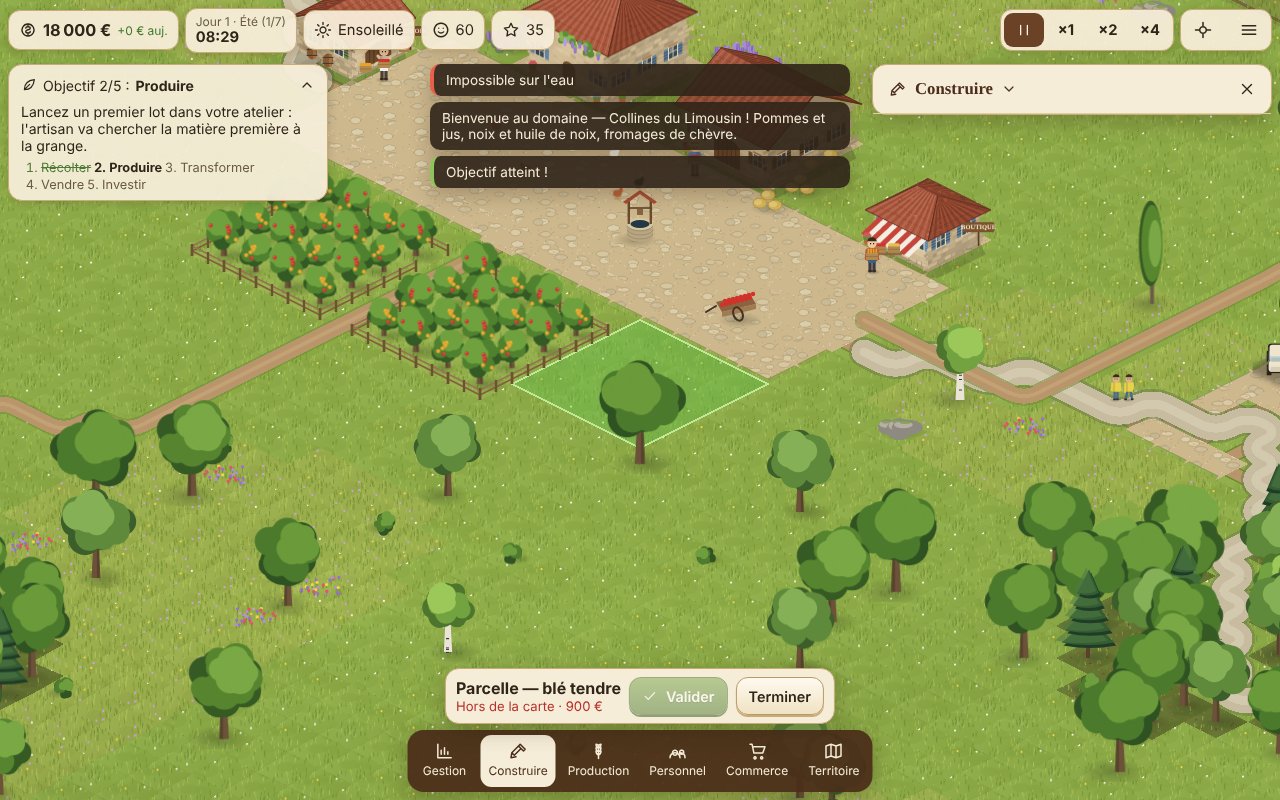 18 000 € +0 € auj.
Jour 1 · Été (1/7)
08:29
Ensoleillé
60
35
×1
×2
×4
Objectif 2/5 : Produire
Lancez un premier lot dans votre atelier :
l'artisan va chercher la matière première à
la grange.
1. Récolter 2. Produire 3. Transformer
4. Vendre 5. Investir
Impossible sur l'eau
Bienvenue au domaine — Collines du Limousin ! Pommes et
jus, noix et huile de noix, fromages de chèvre.
Objectif atteint !
Construire
BOUTIQUE
Parcelle — blé tendre
Hors de la carte · 900 €
Valider
Terminer
Gestion
Construire
Production
Personnel
Commerce
Territoire